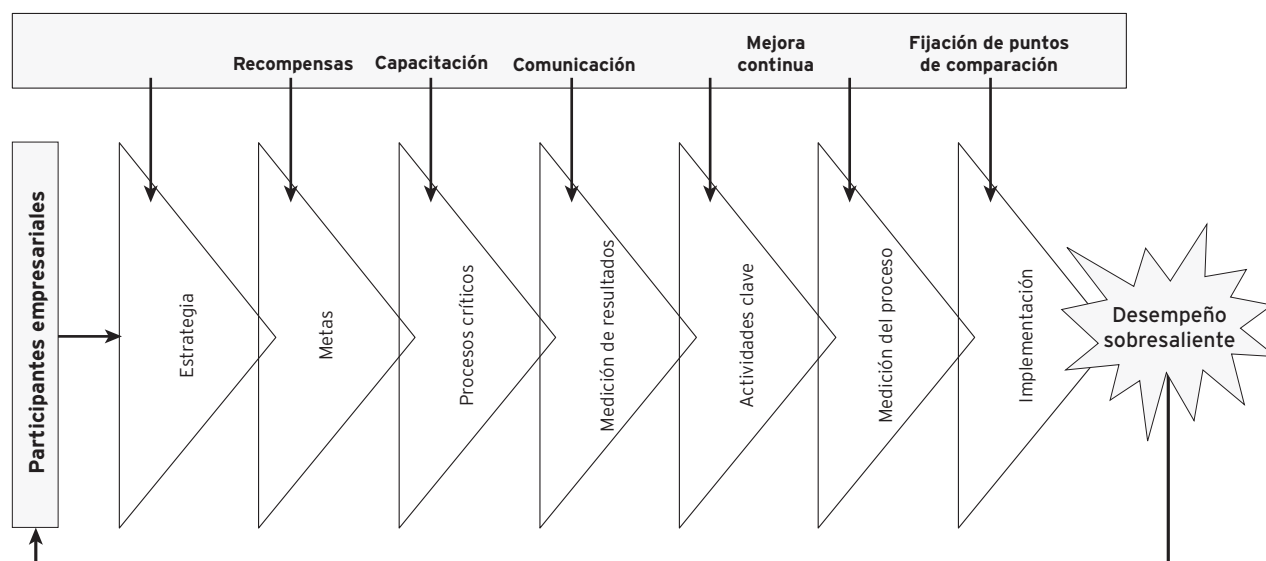 Recompensas
Capacitación
Comunicación
Mejora
continua
Fijación de puntos
de comparación
Participantes empresariales
Estrategia
Metas
Procesos críticos
Medición de resultados
Actividades clave
Medición del proceso
Implementación
Desempeño
sobresaliente